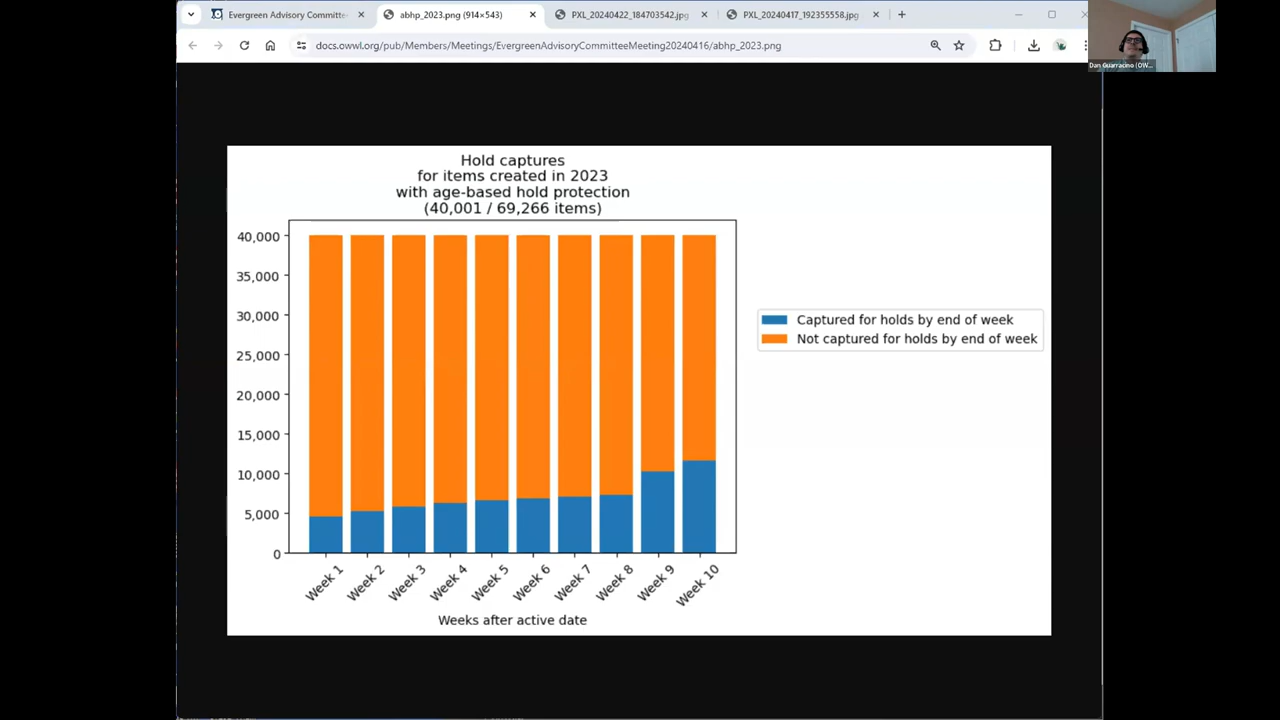 Evergreen Advisory Committe
abhp_2023.png (914×543)
PXL_20240422_184703542.jpg
PXL_20240417_192355558.jpg
docs.owwl.org/pub/Members/Meetings/EvergreenAdvisoryCommitteeMeeting20240416/abhp_2023.png
Dan Guarracino (OW...
Hold captures
for items created in 2023
with age-based hold protection
(40,001 / 69,266 items)
40,000
35,000
30,000
25,000
20,000
15,000
10,000
5,000
0
Captured for holds by end of week
Not captured for holds by end of week
Week 1
Week 2
Week 3
Week 4
Week 5
Week 6
Week 7
Week 8
Week 9
Week 10
Weeks after active date